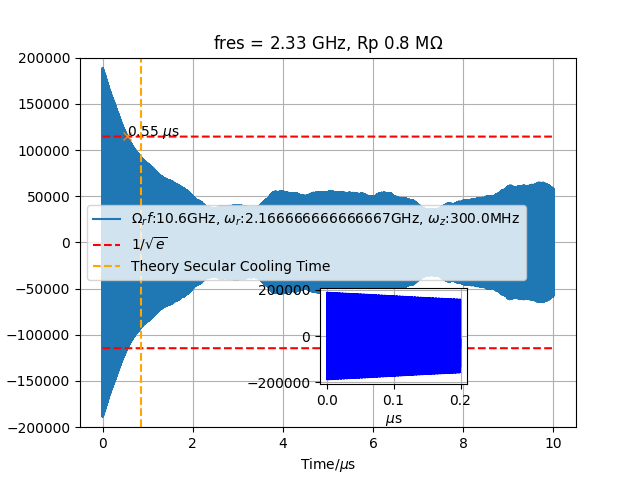 fres = 2.33 GHz, Rp 0.8 MΩ
200000
150000
100000
50000
0
−50000
−100000
−150000
−200000
0.55 μs
Ω_rf:10.6GHz, ω_r:2.166666666666667GHz, ω_z:300.0MHz
1/√e
Theory Secular Cooling Time
200000
0
−200000
0.0 0.1 0.2
μs
0 2 4 6 8 10
Time/μs